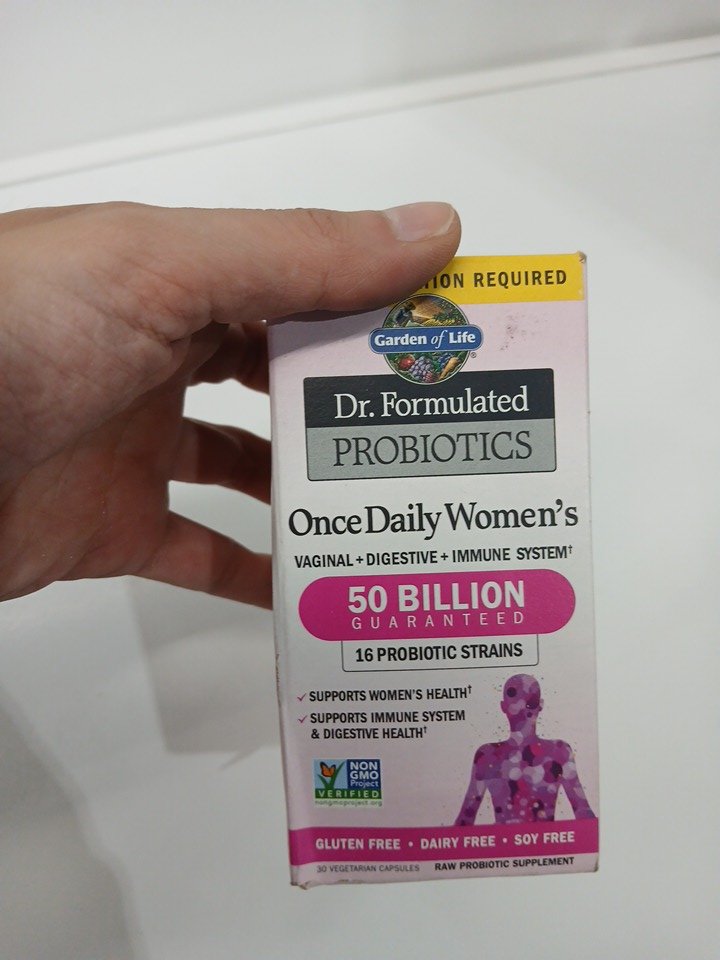 REQUIRED
Garden of Life
Dr. Formulated
PROBIOTICS
Once Daily Women's
VAGINAL + DIGESTIVE + IMMUNE SYSTEM†
50 BILLION
GUARANTEED
16 PROBIOTIC STRAINS
SUPPORTS WOMEN'S HEALTH†
SUPPORTS IMMUNE SYSTEM
& DIGESTIVE HEALTH†
NON
GMO
Project
VERIFIED
nongmoproject.org
GLUTEN FREE • DAIRY FREE • SOY FREE
30 VEGETARIAN CAPSULES RAW PROBIOTIC SUPPLEMENT